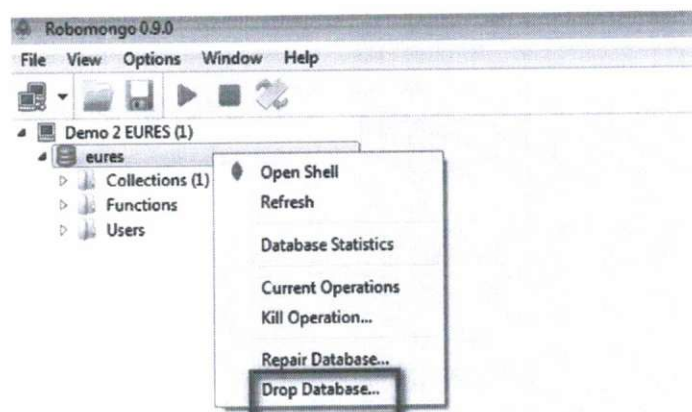 Robomongo 0.9.0
File View Options Window Help
Demo 2 EURES (1)
eures
Collections (1)
Functions
Users
Open Shell
Refresh
Database Statistics
Current Operations
Kill Operation...
Repair Database...
Drop Database...